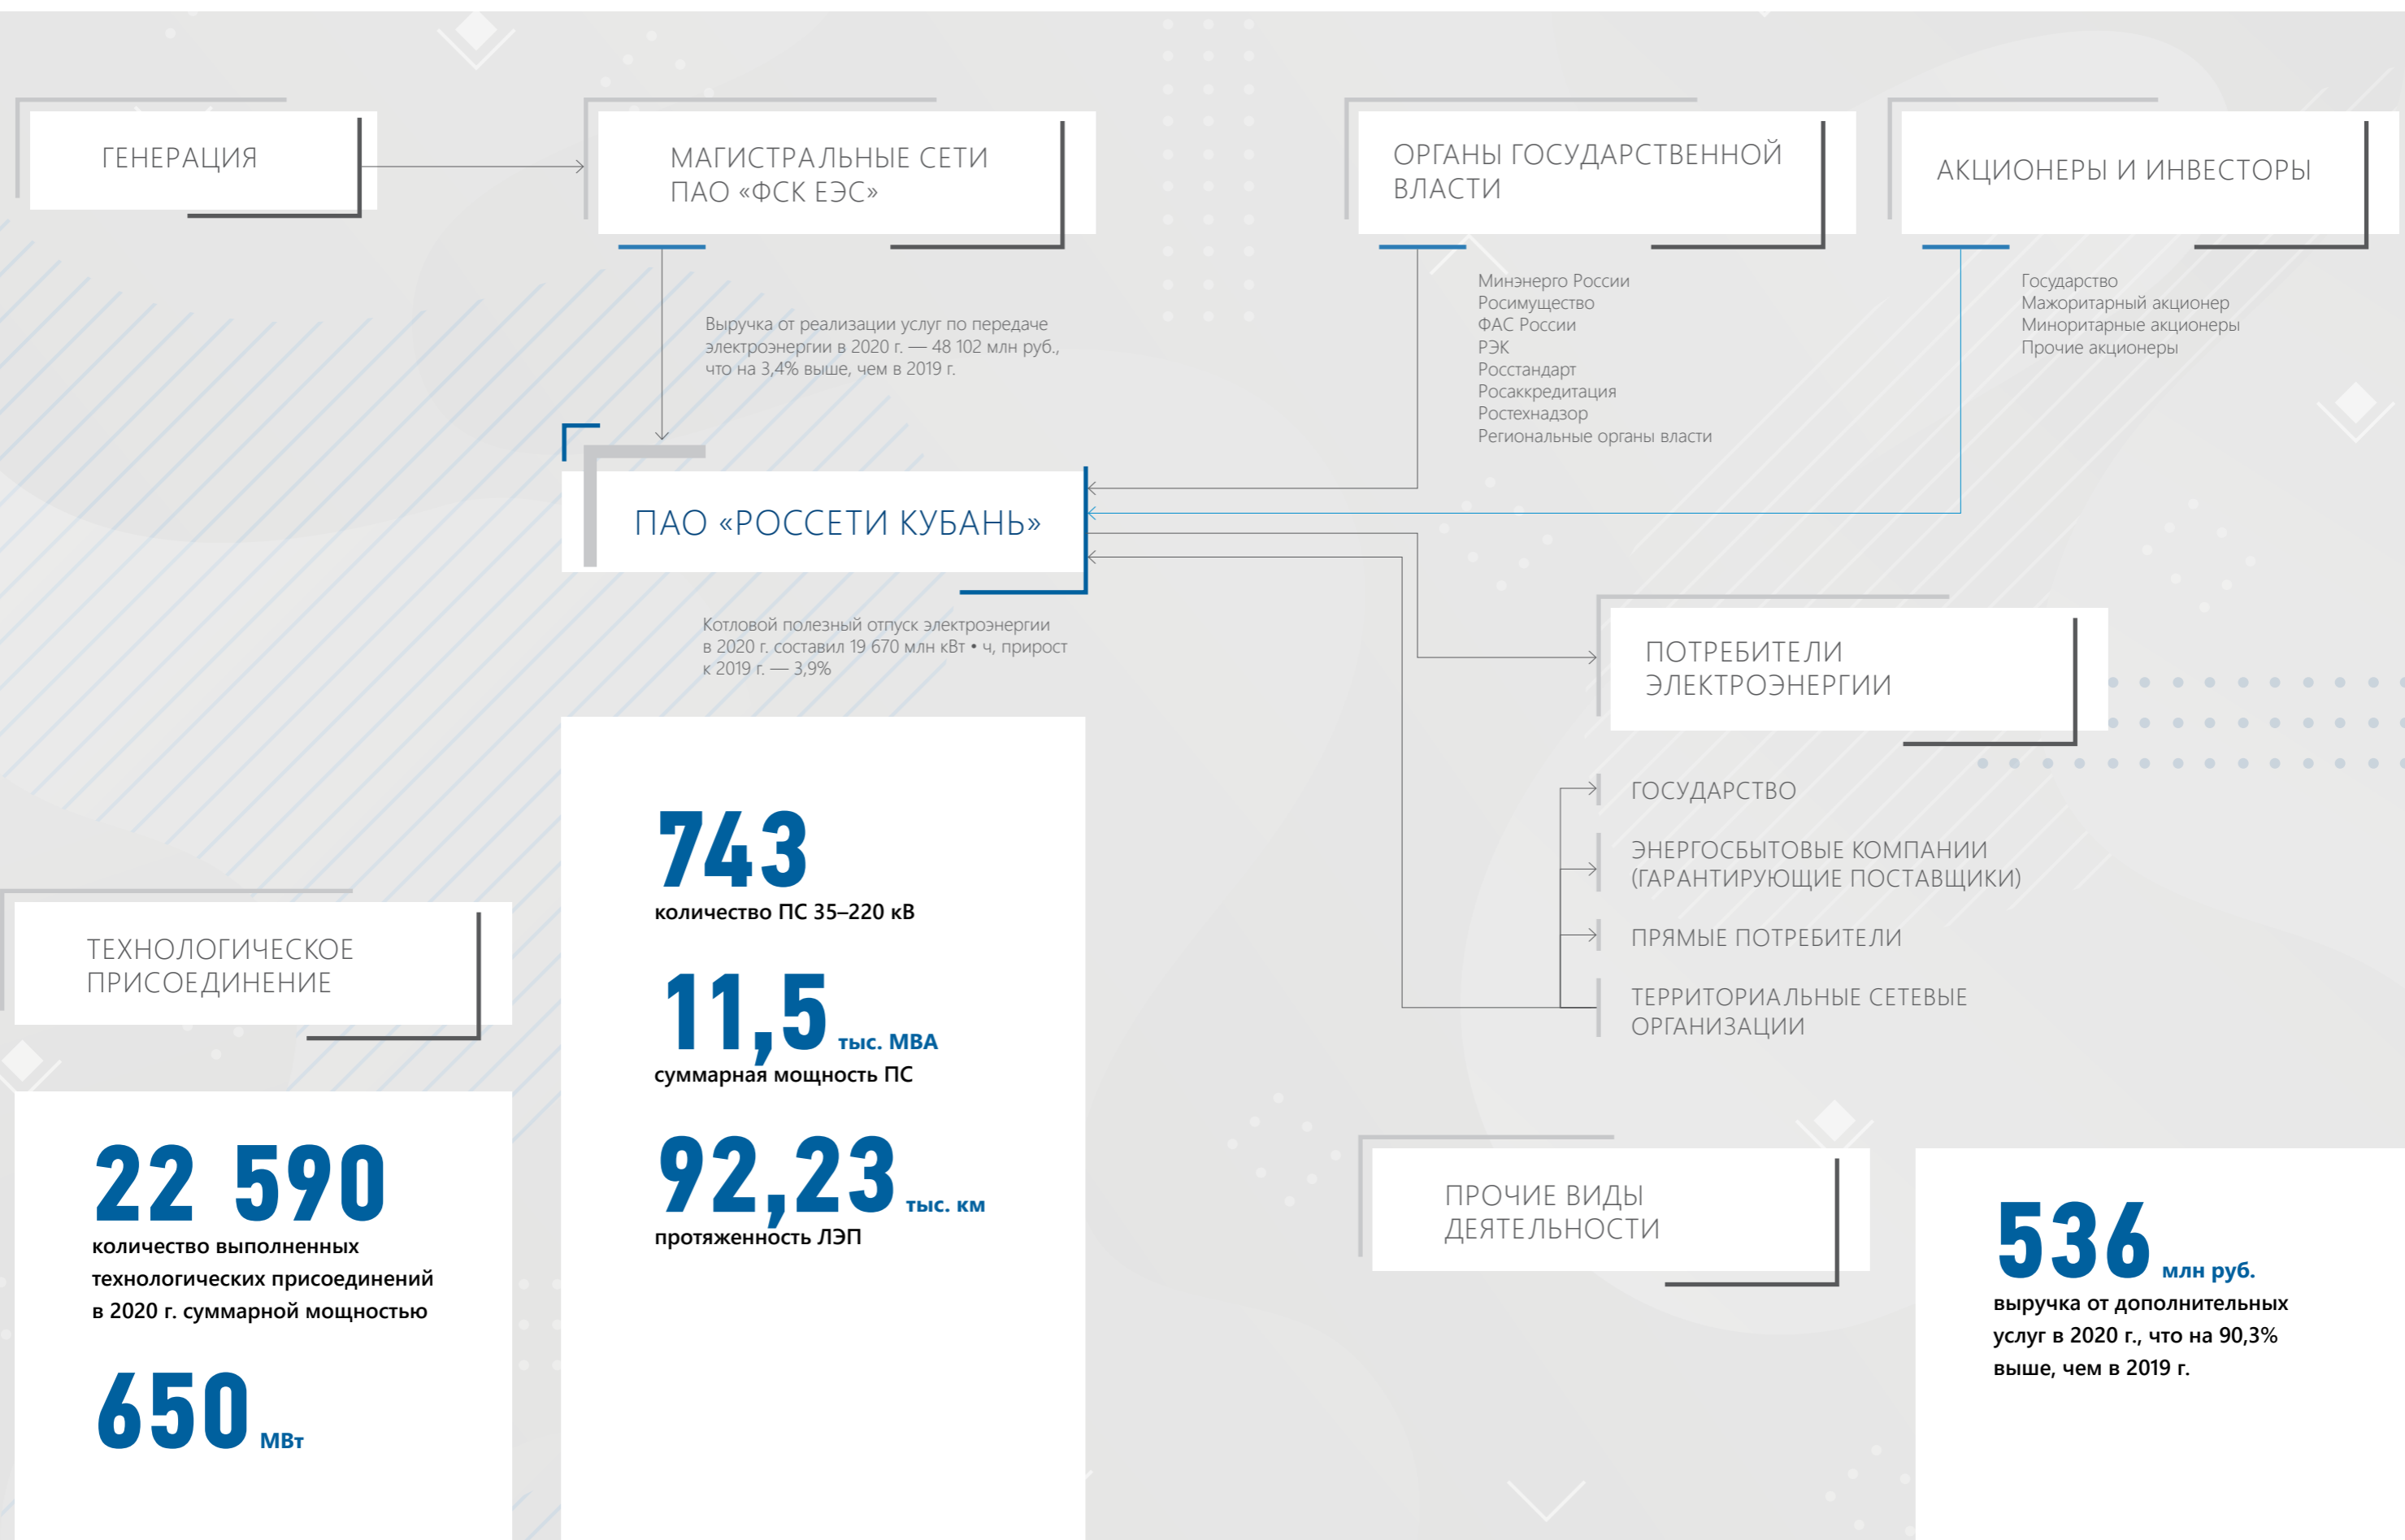 ГЕНЕРАЦИЯ
МАГИСТРАЛЬНЫЕ СЕТИ
ПАО «ФСК ЕЭС»
ОРГАНЫ ГОСУДАРСТВЕННОЙ
ВЛАСТИ
АКЦИОНЕРЫ И ИНВЕСТОРЫ
Выручка от реализации услуг по передаче
электроэнергии в 2020 г. — 48 102 млн руб.,
что на 3,4% выше, чем в 2019 г.
Минэнерго России
Росимущество
ФАС России
РЭК
Росстандарт
Росаккредитация
Ростехнадзор
Региональные органы власти
Государство
Мажоритарный акционер
Миноритарные акционеры
Прочие акционеры
ПАО «РОССЕТИ КУБАНЬ»
Котловой полезный отпуск электроэнергии
в 2020 г. составил 19 670 млн кВт • ч, прирост
к 2019 г. — 3,9%
ПОТРЕБИТЕЛИ
ЭЛЕКТРОЭНЕРГИИ
ГОСУДАРСТВО
ЭНЕРГОСБЫТОВЫЕ КОМПАНИИ
(ГАРАНТИРУЮЩИЕ ПОСТАВЩИКИ)
ПРЯМЫЕ ПОТРЕБИТЕЛИ
ТЕРРИТОРИАЛЬНЫЕ СЕТЕВЫЕ
ОРГАНИЗАЦИИ
743
количество ПС 35–220 кВ
11,5 тыс. МВА
суммарная мощность ПС
92,23 тыс. км
протяженность ЛЭП
ТЕХНОЛОГИЧЕСКОЕ
ПРИСОЕДИНЕНИЕ
22 590
количество выполненных
технологических присоединений
в 2020 г. суммарной мощностью
650 МВт
ПРОЧИЕ ВИДЫ
ДЕЯТЕЛЬНОСТИ
536 млн руб.
выручка от дополнительных
услуг в 2020 г., что на 90,3%
выше, чем в 2019 г.